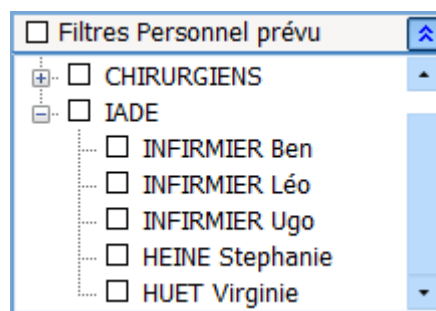 Filtres Personnel prévu
CHIRURGIENS
IADE
INFIRMIER Ben
INFIRMIER Léo
INFIRMIER Ugo
HEINE Stephanie
HUET Virginie